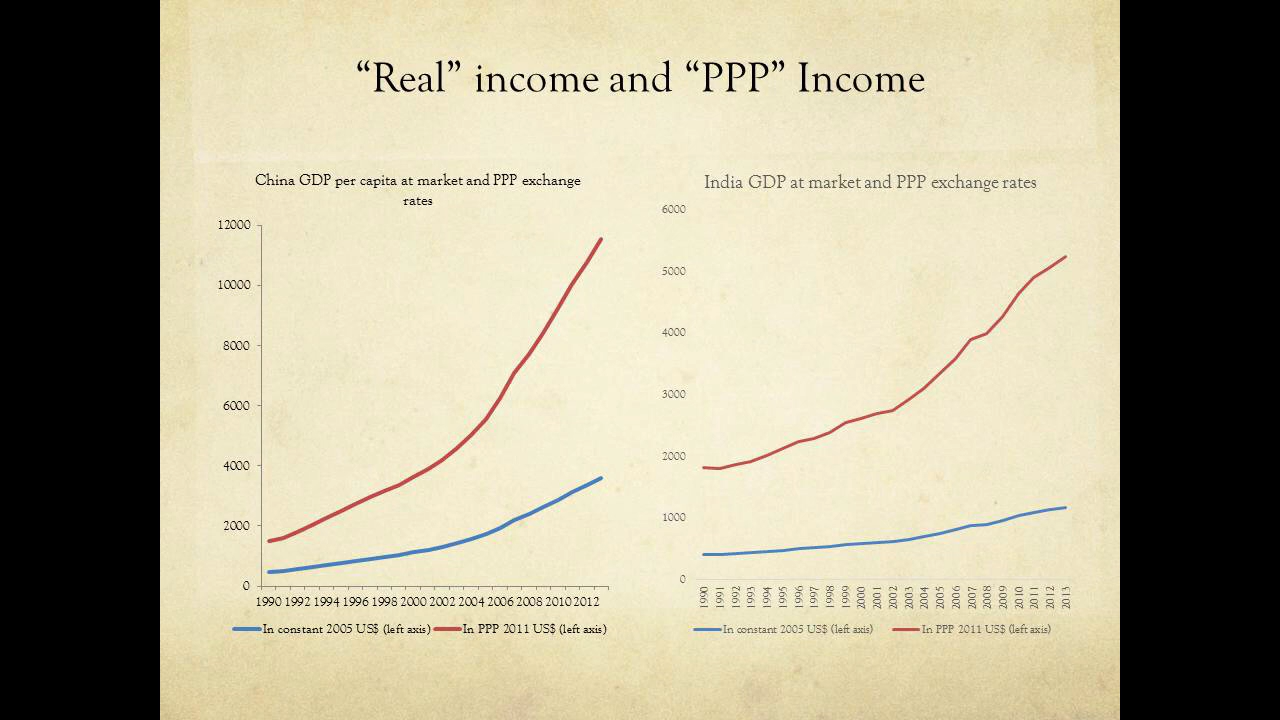 “Real” income and “PPP” Income
China GDP per capita at market and PPP exchange
rates
12000
10000
8000
6000
4000
2000
0
1990 1992 1994 1996 1998 2000 2002 2004 2006 2008 2010 2012
In constant 2005 US$ (left axis) In PPP 2011 US$ (left axis)
India GDP at market and PPP exchange rates
6000
5000
4000
3000
2000
1000
0
1990 1991 1992 1993 1994 1995 1996 1997 1998 1999 2000 2001 2002 2003 2004 2005 2006 2007 2008 2009 2010 2011 2012 2013
In constant 2005 US$ (left axis) In PPP 2011 US$ (left axis)